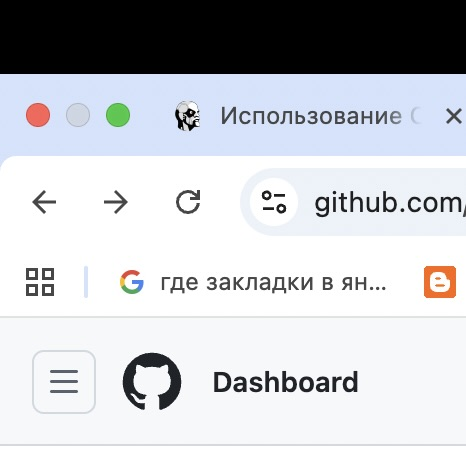 Использование
github.com/
где закладки в ян...
Dashboard